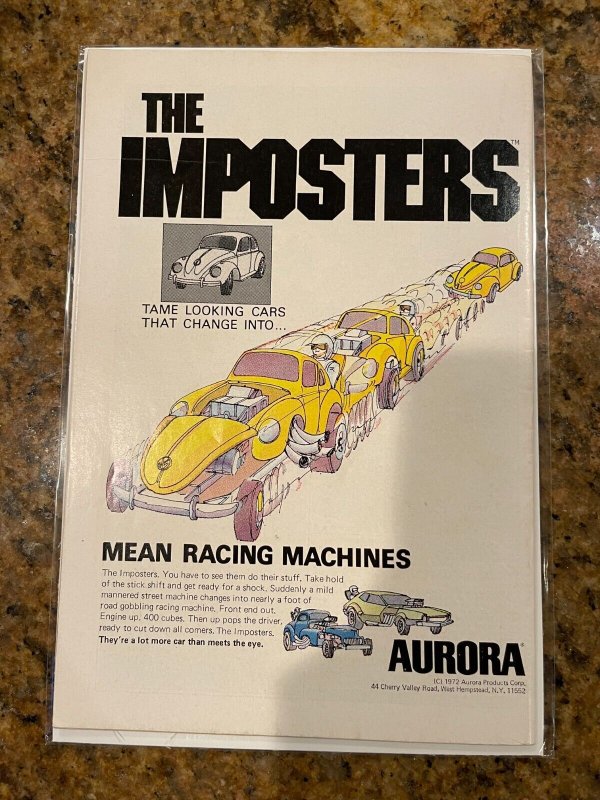 THE
IMPOSTERS™
TAME LOOKING CARS
THAT CHANGE INTO...
MEAN RACING MACHINES
The Imposters. You have to see them do their stuff. Take hold
of the stick shift and get ready for a shock. Suddenly a mild
mannered street machine changes into nearly a foot of
road gobbling racing machine. Front end out.
Engine up. 400 cubes. Then up pops the driver,
ready to cut down all comers. The Imposters.
They're a lot more car than meets the eye.
AURORA®
(C) 1972 Aurora Products Corp.
44 Cherry Valley Road, West Hempstead, N.Y. 11552